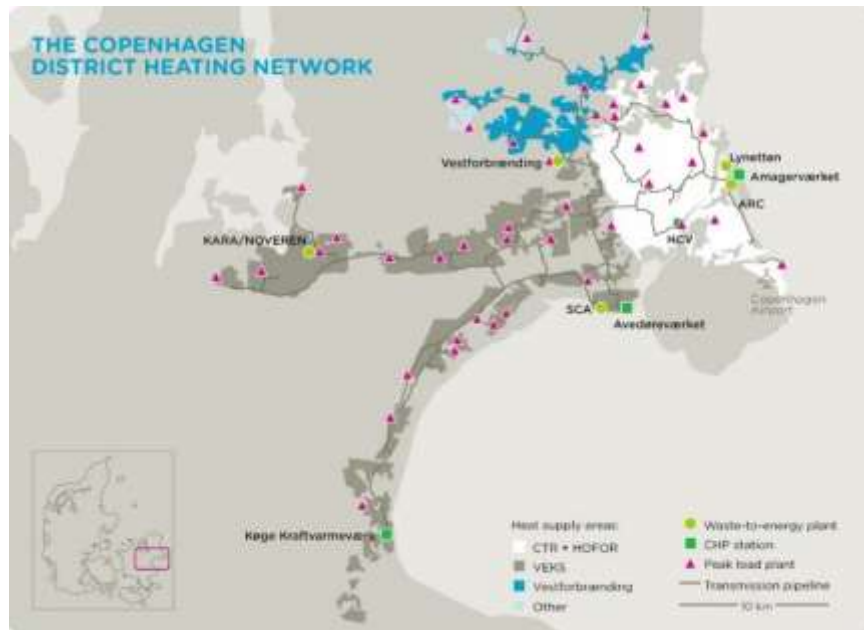 THE COPENHAGEN
DISTRICT HEATING NETWORK
Vestforbrænding
Lynetten
Amagerværket
ARC
KARA/NOVEREN
HCV
Copenhagen
Airport
SCA
Avedøreværket
Køge Kraftvarmeværk
Heat supply areas:
CTR + HOFOR
VEKS
Vestforbrænding
Other
Waste-to-energy plant
CHP station
Peak load plant
Transmission pipeline
10 km